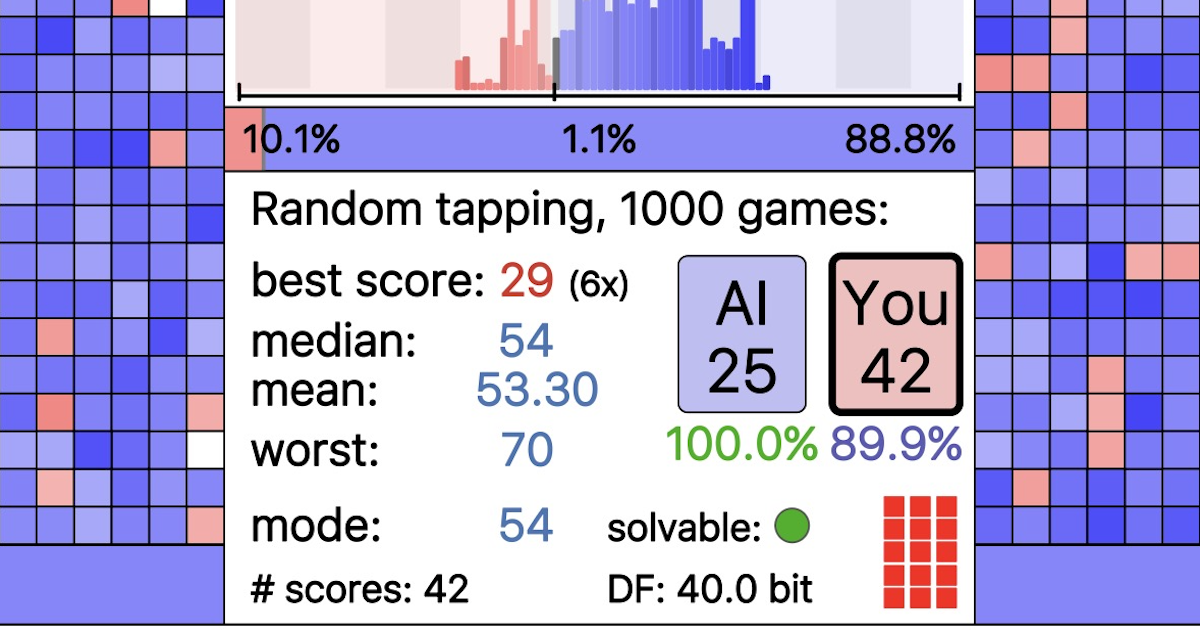 10.1% 1.1% 88.8%
Random tapping, 1000 games:
best score: 29 (6x)
median: 54
mean: 53.30
worst: 70
mode: 54
# scores: 42
AI
25
100.0%
You
42
89.9%
solvable:
DF: 40.0 bit